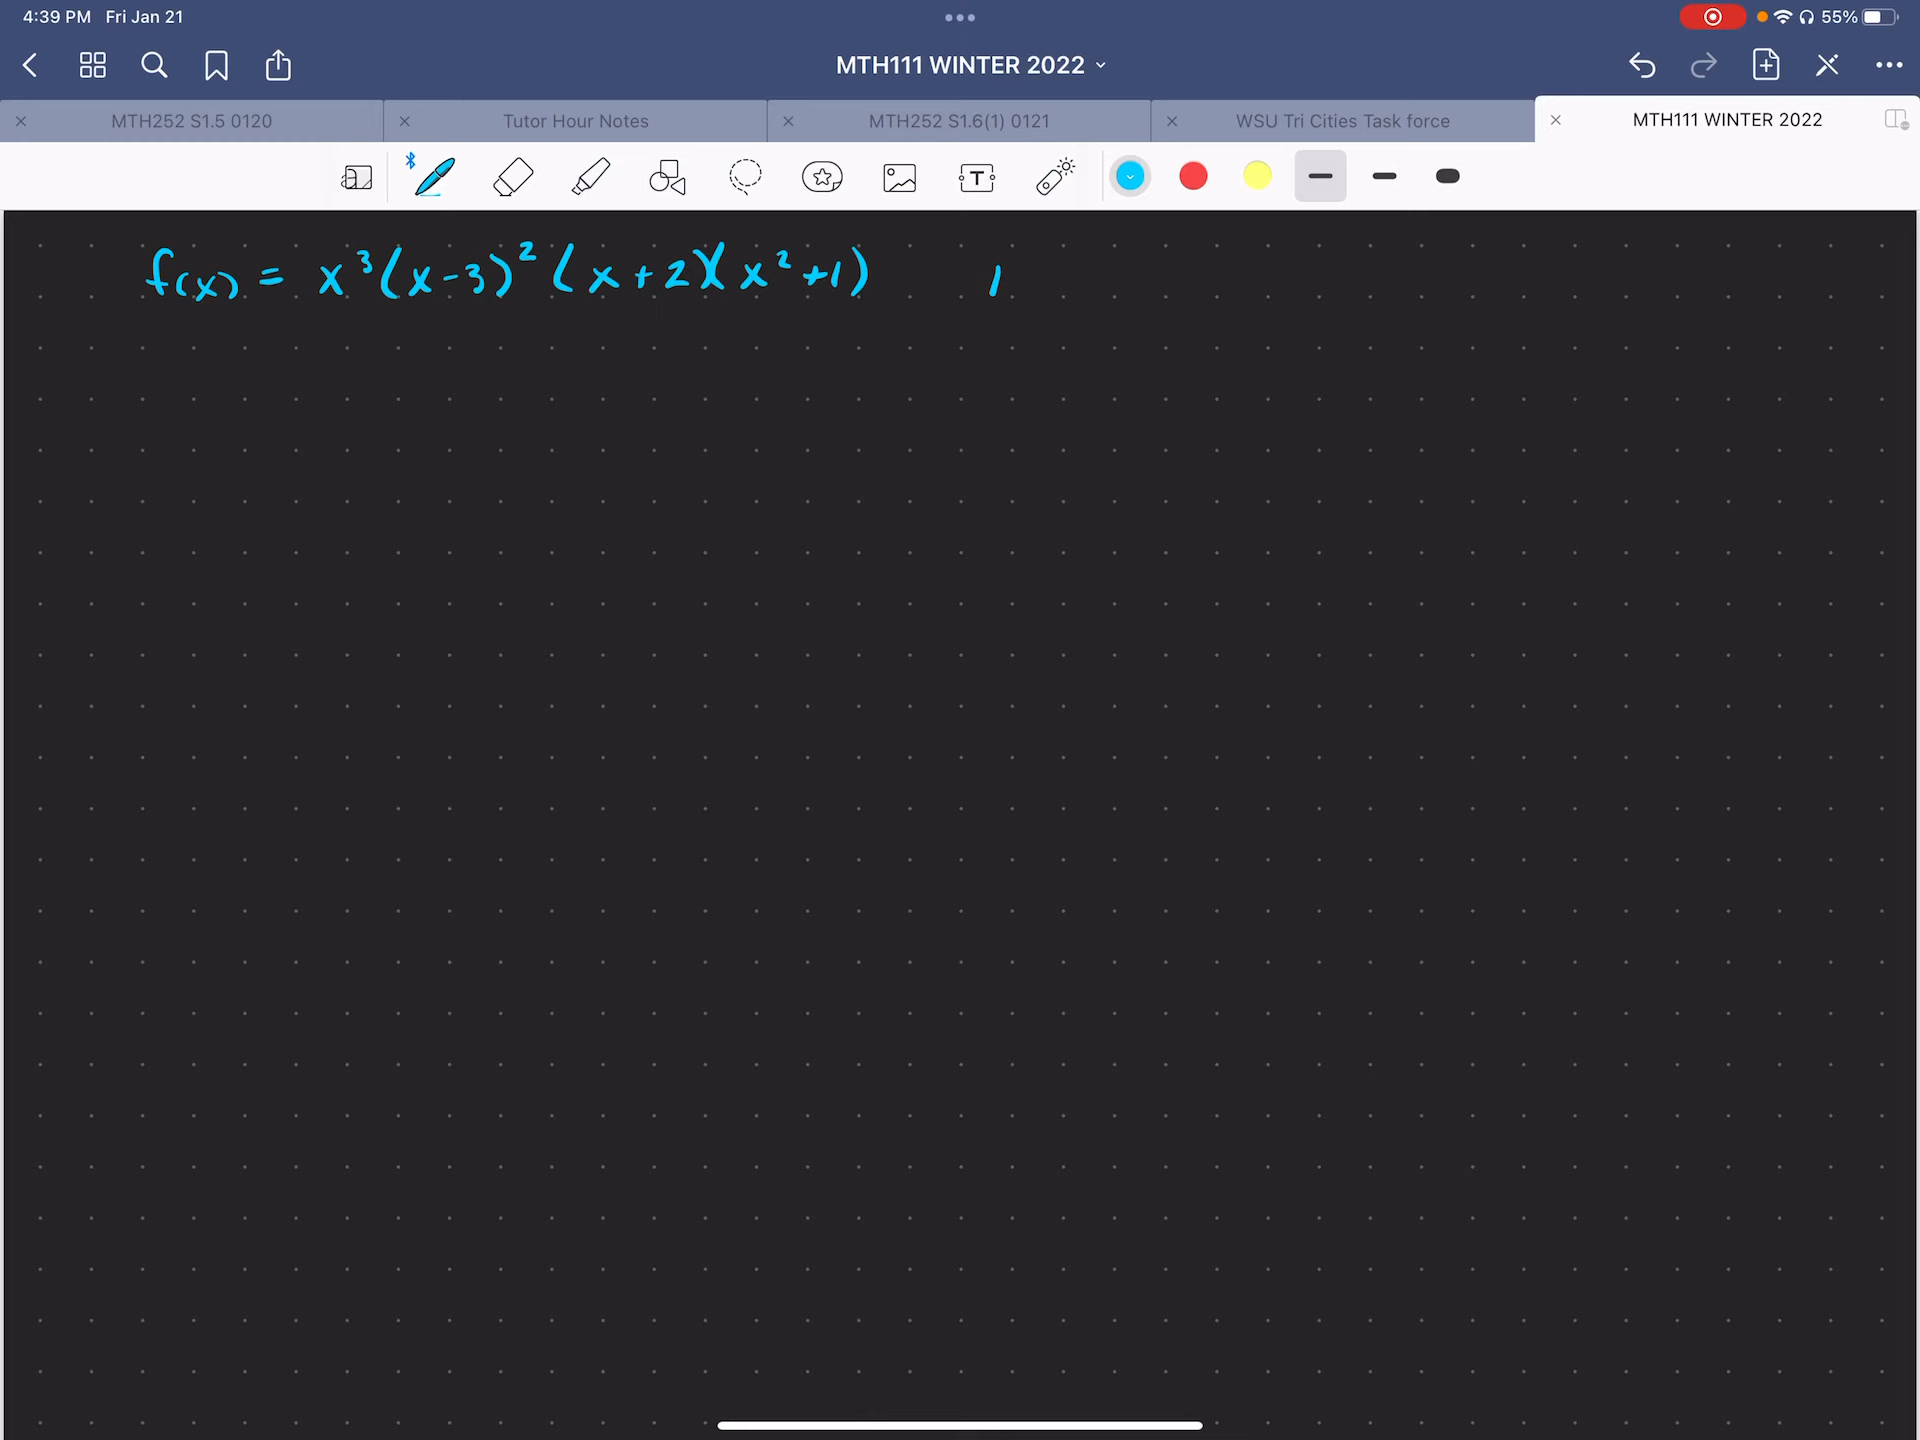 4:39 PM Fri Jan 21
55%
MTH111 WINTER 2022
MTH252 S1.5 0120
Tutor Hour Notes
MTH252 S1.6(1) 0121
WSU Tri Cities Task force
MTH111 WINTER 2022
f(x) = x³(x-3)²(x+2)(x²+1) 1